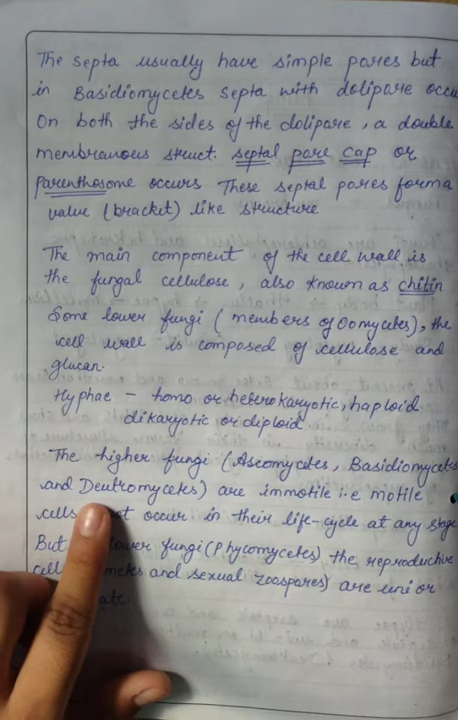 The septa usually have simple pores but
in Basidiomycetes septa with dolipore occu
On both the sides of the dolipore, a double
membranous struct. septal pore cap or
parenthosome occurs These septal pores form a
value (bracket) like structure
The main component of the cell wall is
the fungal cellulose, also known as chitin
Some lower fungi (members of Oomycetes), the
cell wall is composed of cellulose and
glucan.
Hyphae - homo or heterokaryotic, haploid
dikaryotic or diploid
The higher fungi (Ascomycetes, Basidiomycetes
and Deutromycetes) are immotile i.e motile
cells occur in their life-cycle at any stage
But lower fungi (Phycomycetes) the reproductive
cell and sexual zoospores) are uni or